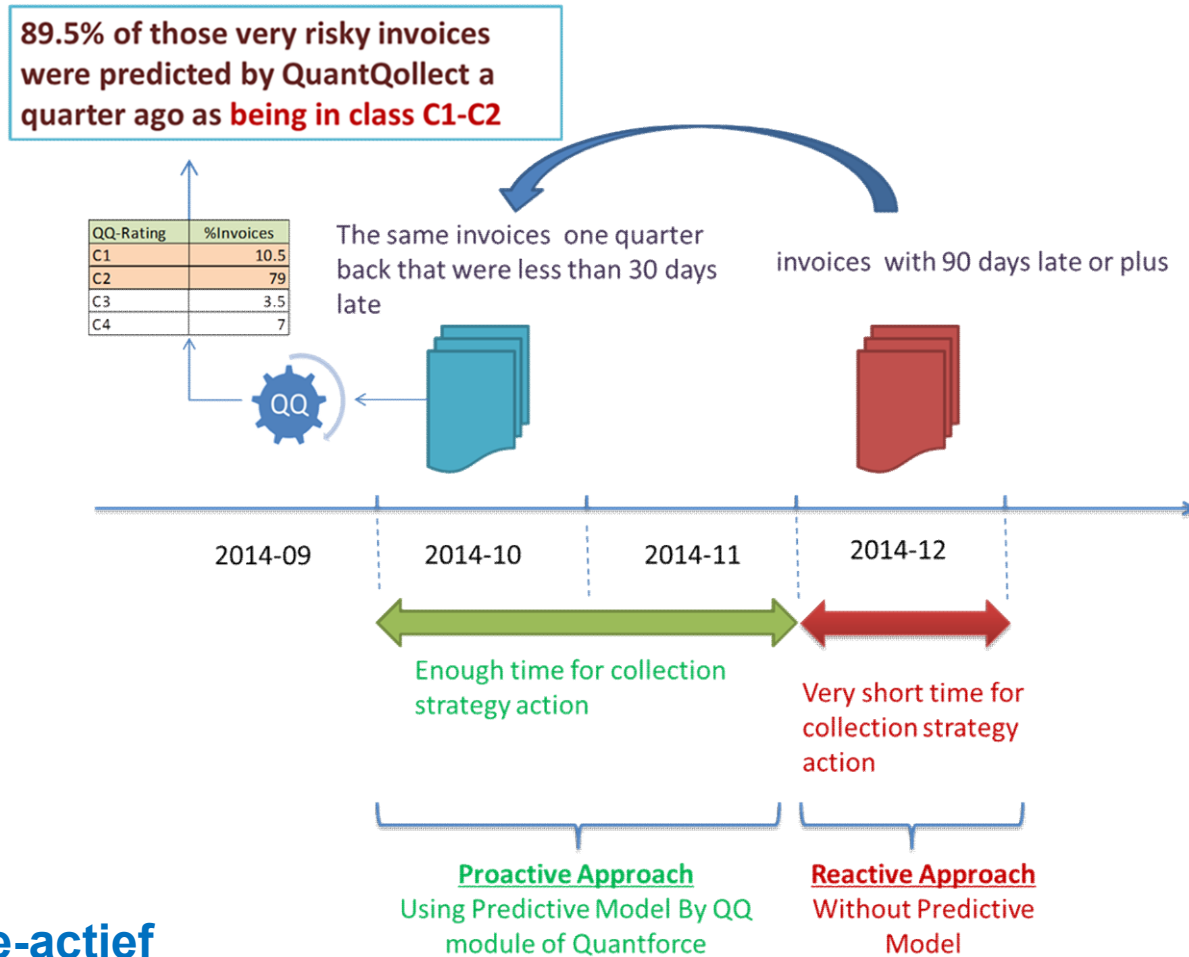 89.5% of those very risky invoices
were predicted by QuantQollect a
quarter ago as being in class C1-C2
QQ-Rating %Invoices
C1 10.5
C2 79
C3 3.5
C4 7
The same invoices one quarter
back that were less than 30 days
late
invoices with 90 days late or plus
QQ
2014-09 2014-10 2014-11 2014-12
Enough time for collection
strategy action
Very short time for
collection strategy
action
Proactive Approach
Using Predictive Model By QQ
module of Quantforce
Reactive Approach
Without Predictive
Model
e-actief